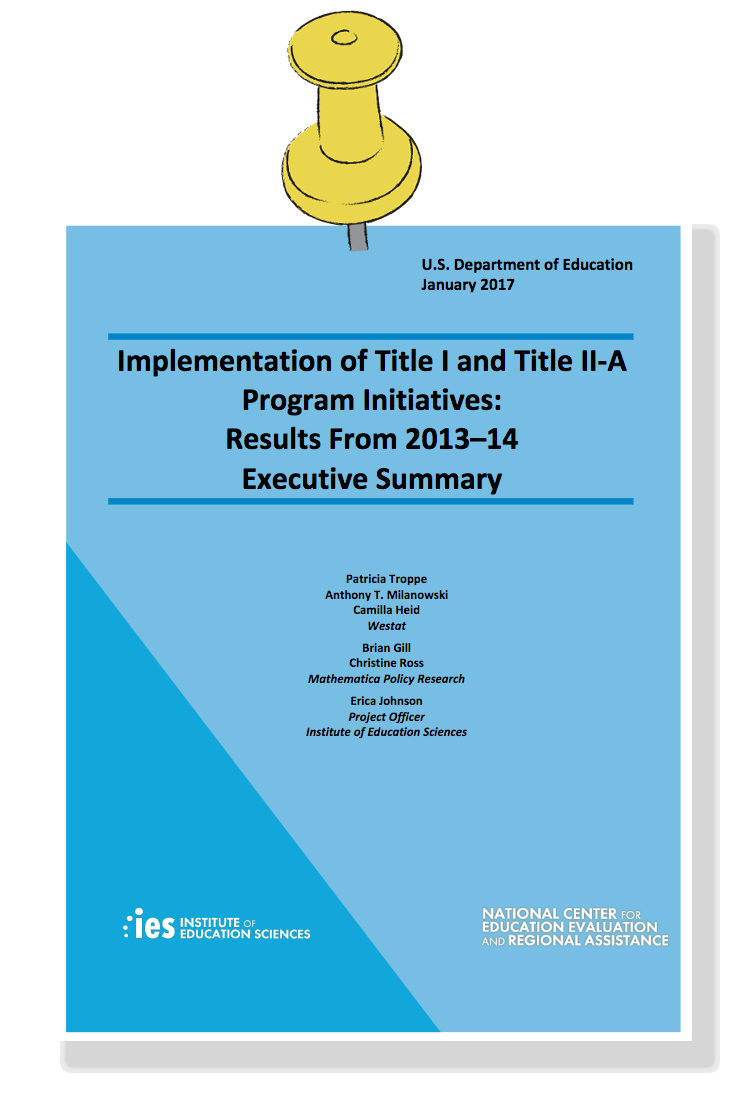 U.S. Department of Education
January 2017
Implementation of Title I and Title II-A
Program Initiatives:
Results From 2013–14
Executive Summary
Patricia Troppe
Anthony T. Milanowski
Camilla Heid
Westat
Brian Gill
Christine Ross
Mathematica Policy Research
Erica Johnson
Project Officer
Institute of Education Sciences
ies INSTITUTE OF
EDUCATION SCIENCES
NATIONAL CENTER FOR
EDUCATION EVALUATION
AND REGIONAL ASSISTANCE